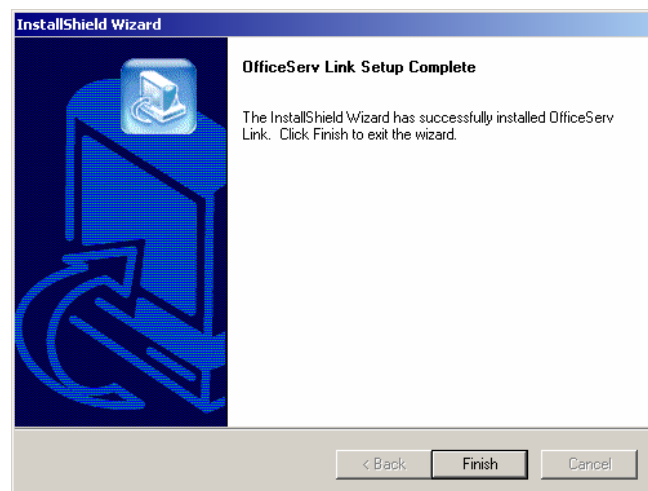 InstallShield Wizard
OfficeServ Link Setup Complete
The InstallShield Wizard has successfully installed OfficeServ
Link. Click Finish to exit the wizard.
< Back
Finish
Cancel